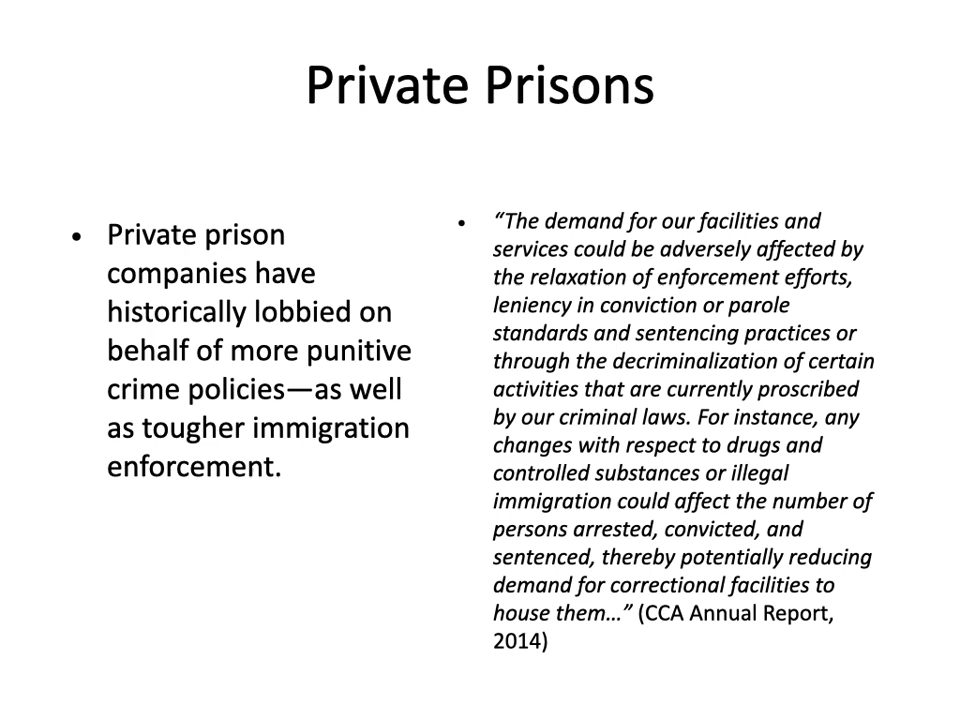 Private Prisons
• Private prison
companies have
historically lobbied on
behalf of more punitive
crime policies—as well
as tougher immigration
enforcement.
• “The demand for our facilities and
services could be adversely affected by
the relaxation of enforcement efforts,
leniency in conviction or parole
standards and sentencing practices or
through the decriminalization of certain
activities that are currently proscribed
by our criminal laws. For instance, any
changes with respect to drugs and
controlled substances or illegal
immigration could affect the number of
persons arrested, convicted, and
sentenced, thereby potentially reducing
demand for correctional facilities to
house them…” (CCA Annual Report,
2014)